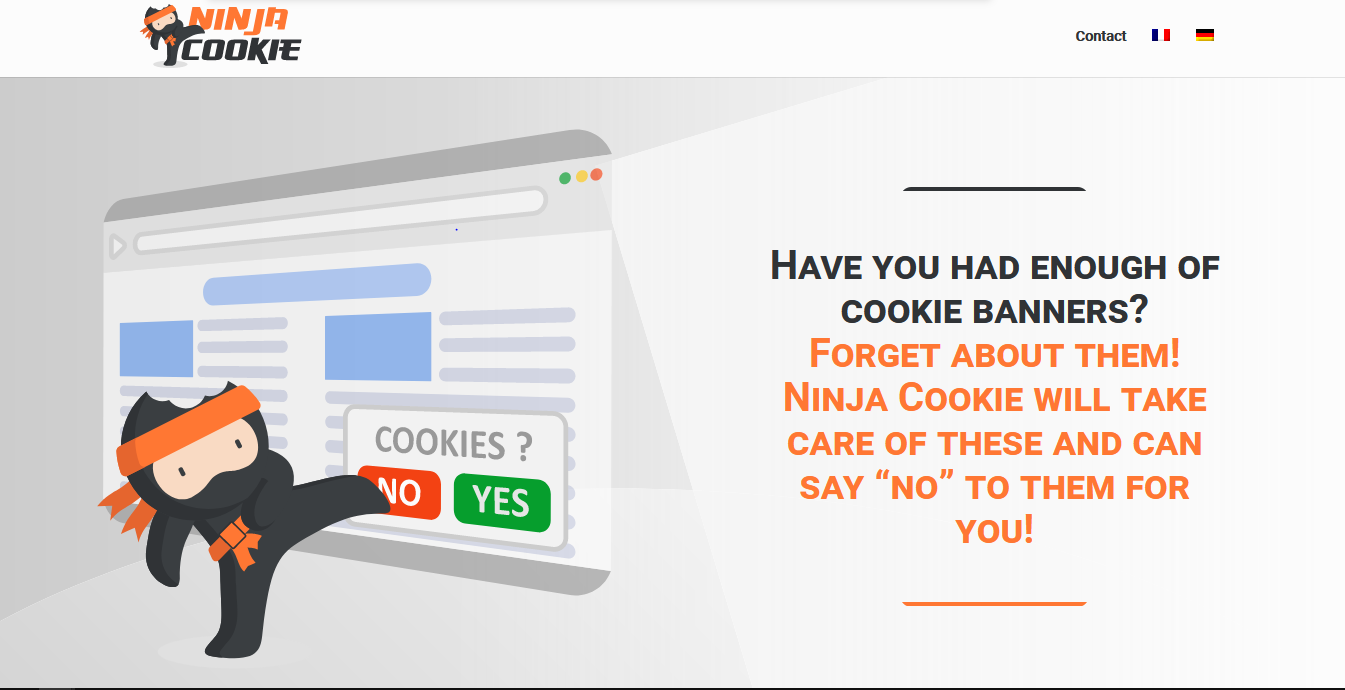 NINJA
COOKIE
Contact
HAVE YOU HAD ENOUGH OF
COOKIE BANNERS?
FORGET ABOUT THEM!
NINJA COOKIE WILL TAKE
CARE OF THESE AND CAN
SAY “NO” TO THEM FOR
YOU!
COOKIES ?
NO
YES